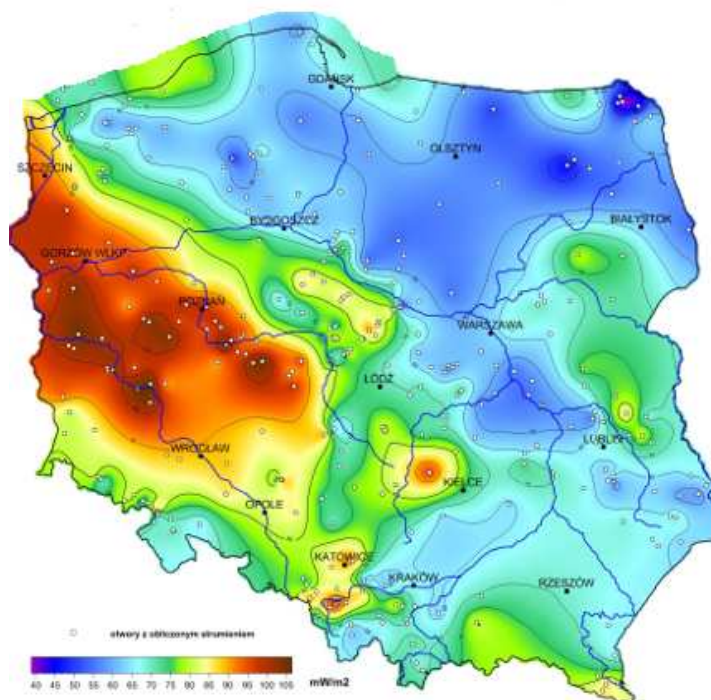 GDAŃSK
OLSZTYN
SZCZECIN
BYDGOSZCZ
BIAŁYSTOK
GORZÓW WLKP
POZNAŃ
WARSZAWA
ŁÓDŹ
LUBLIN
WROCŁAW
KIELCE
OPOLE
KATOWICE
KRAKÓW
RZESZÓW
otwory z obliczonym strumieniem
40 45 50 55 60 65 70 75 80 85 90 95 100 105 mW/m2